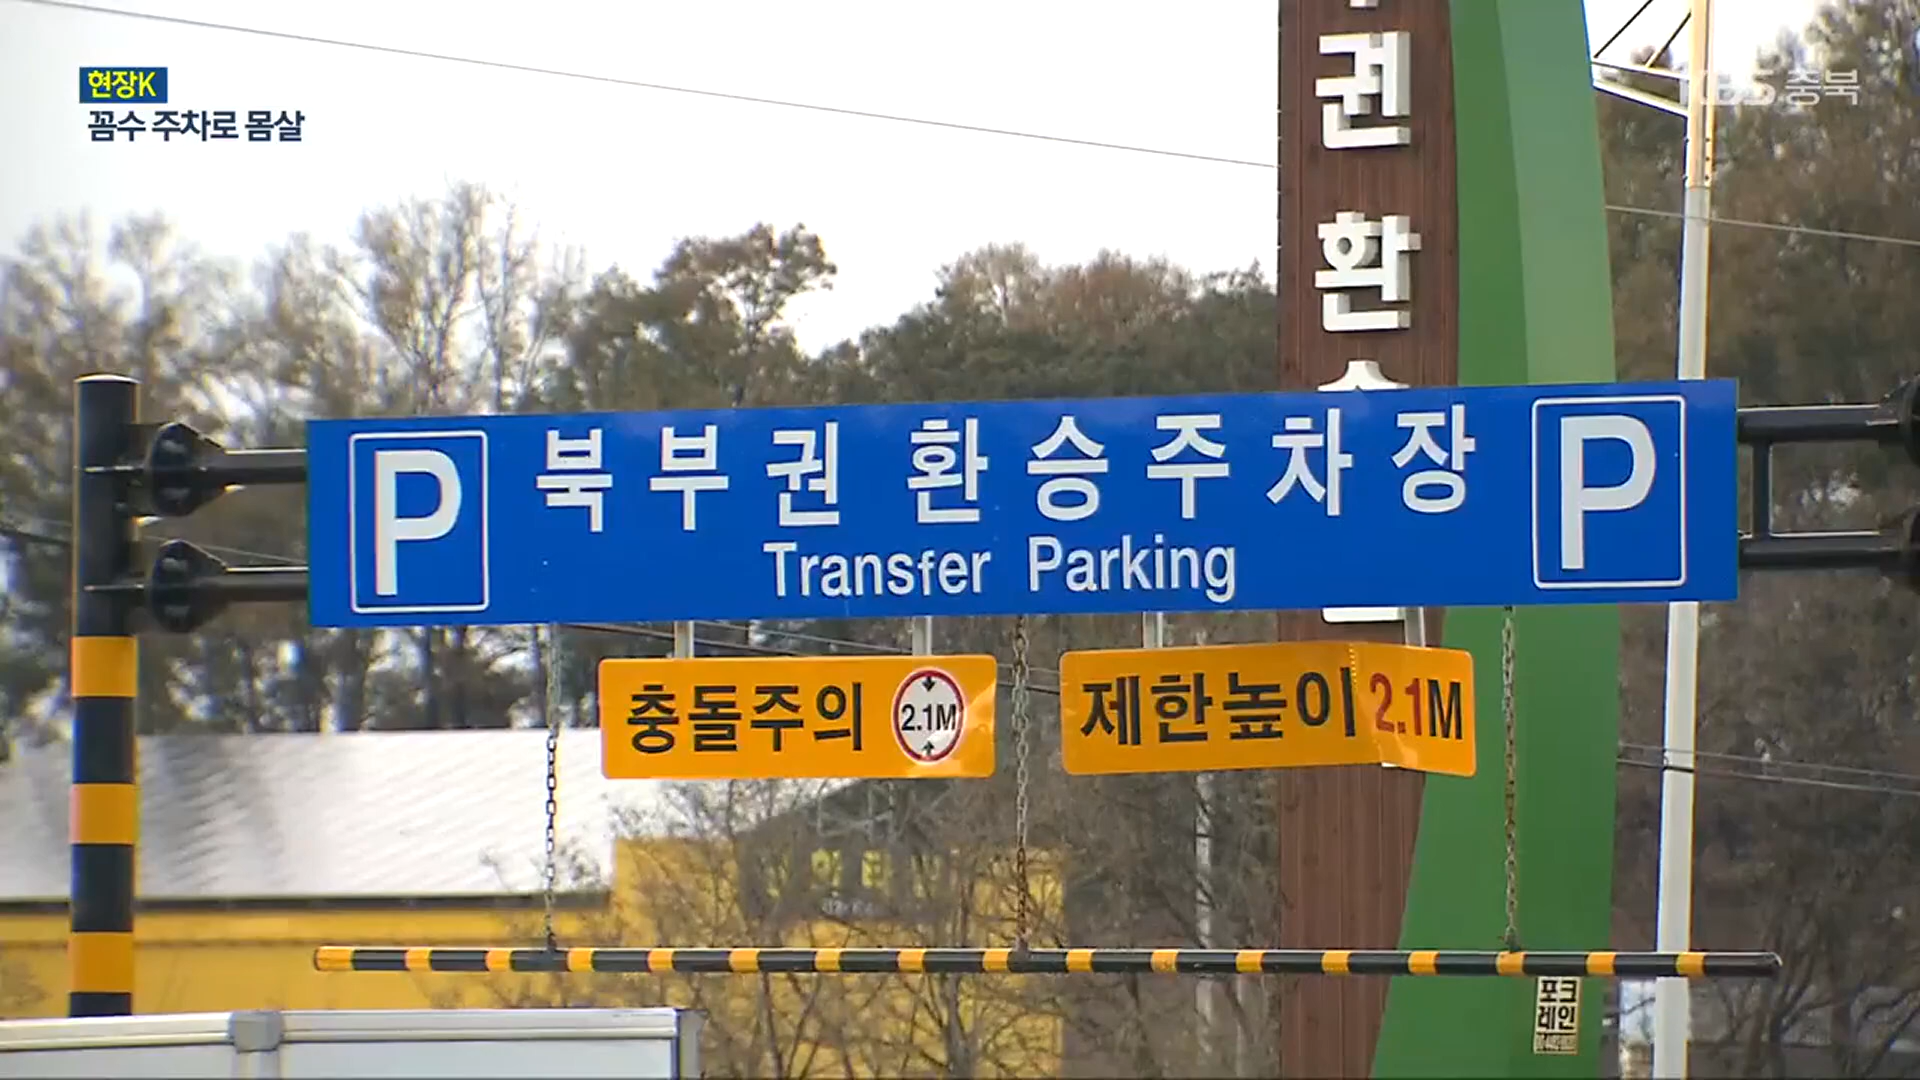 현장K
꼼수 주차로 몸살
KBS 충북
권
환
P 북부권 환승주차장 P
Transfer Parking
충돌주의 2.1M
제한높이 2.1M
포크
레인